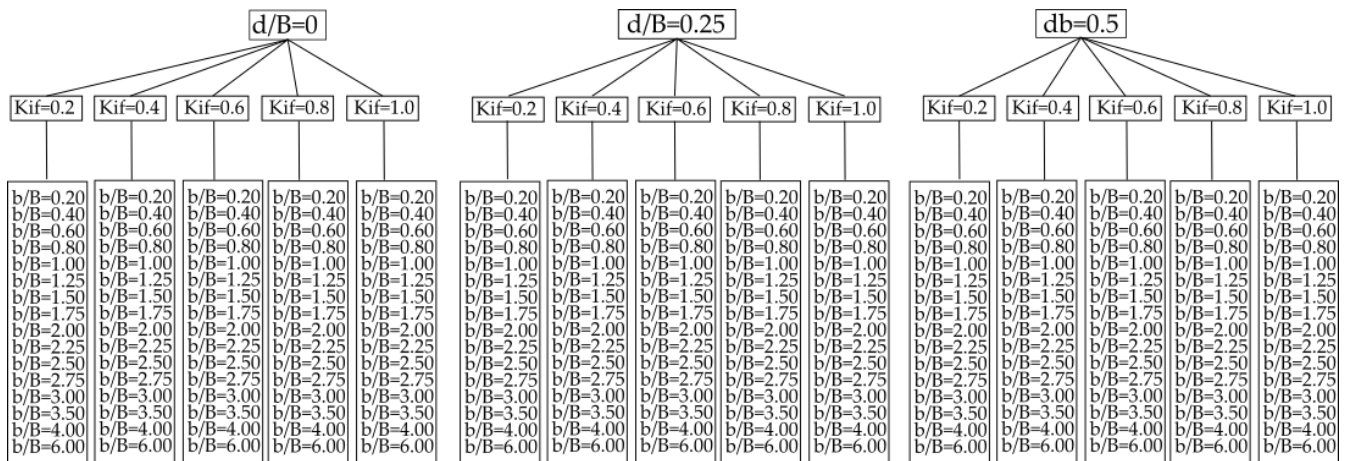 d/B=0
d/B=0.25
db=0.5
Kif=0.2 Kif=0.4 Kif=0.6 Kif=0.8 Kif=1.0
Kif=0.2 Kif=0.4 Kif=0.6 Kif=0.8 Kif=1.0
Kif=0.2 Kif=0.4 Kif=0.6 Kif=0.8 Kif=1.0
b/B=0.20 b/B=0.20 b/B=0.20 b/B=0.20 b/B=0.20
b/B=0.40 b/B=0.40 b/B=0.40 b/B=0.40 b/B=0.40
b/B=0.60 b/B=0.60 b/B=0.60 b/B=0.60 b/B=0.60
b/B=0.80 b/B=0.80 b/B=0.80 b/B=0.80 b/B=0.80
b/B=1.00 b/B=1.00 b/B=1.00 b/B=1.00 b/B=1.00
b/B=1.25 b/B=1.25 b/B=1.25 b/B=1.25 b/B=1.25
b/B=1.50 b/B=1.50 b/B=1.50 b/B=1.50 b/B=1.50
b/B=1.75 b/B=1.75 b/B=1.75 b/B=1.75 b/B=1.75
b/B=2.00 b/B=2.00 b/B=2.00 b/B=2.00 b/B=2.00
b/B=2.25 b/B=2.25 b/B=2.25 b/B=2.25 b/B=2.25
b/B=2.50 b/B=2.50 b/B=2.50 b/B=2.50 b/B=2.50
b/B=2.75 b/B=2.75 b/B=2.75 b/B=2.75 b/B=2.75
b/B=3.00 b/B=3.00 b/B=3.00 b/B=3.00 b/B=3.00
b/B=3.50 b/B=3.50 b/B=3.50 b/B=3.50 b/B=3.50
b/B=4.00 b/B=4.00 b/B=4.00 b/B=4.00 b/B=4.00
b/B=6.00 b/B=6.00 b/B=6.00 b/B=6.00 b/B=6.00
b/B=0.20 b/B=0.20 b/B=0.20 b/B=0.20 b/B=0.20
b/B=0.40 b/B=0.40 b/B=0.40 b/B=0.40 b/B=0.40
b/B=0.60 b/B=0.60 b/B=0.60 b/B=0.60 b/B=0.60
b/B=0.80 b/B=0.80 b/B=0.80 b/B=0.80 b/B=0.80
b/B=1.00 b/B=1.00 b/B=1.00 b/B=1.00 b/B=1.00
b/B=1.25 b/B=1.25 b/B=1.25 b/B=1.25 b/B=1.25
b/B=1.50 b/B=1.50 b/B=1.50 b/B=1.50 b/B=1.50
b/B=1.75 b/B=1.75 b/B=1.75 b/B=1.75 b/B=1.75
b/B=2.00 b/B=2.00 b/B=2.00 b/B=2.00 b/B=2.00
b/B=2.25 b/B=2.25 b/B=2.25 b/B=2.25 b/B=2.25
b/B=2.50 b/B=2.50 b/B=2.50 b/B=2.50 b/B=2.50
b/B=2.75 b/B=2.75 b/B=2.75 b/B=2.75 b/B=2.75
b/B=3.00 b/B=3.00 b/B=3.00 b/B=3.00 b/B=3.00
b/B=3.50 b/B=3.50 b/B=3.50 b/B=3.50 b/B=3.50
b/B=4.00 b/B=4.00 b/B=4.00 b/B=4.00 b/B=4.00
b/B=6.00 b/B=6.00 b/B=6.00 b/B=6.00 b/B=6.00
b/B=0.20 b/B=0.20 b/B=0.20 b/B=0.20 b/B=0.20
b/B=0.40 b/B=0.40 b/B=0.40 b/B=0.40 b/B=0.40
b/B=0.60 b/B=0.60 b/B=0.60 b/B=0.60 b/B=0.60
b/B=0.80 b/B=0.80 b/B=0.80 b/B=0.80 b/B=0.80
b/B=1.00 b/B=1.00 b/B=1.00 b/B=1.00 b/B=1.00
b/B=1.25 b/B=1.25 b/B=1.25 b/B=1.25 b/B=1.25
b/B=1.50 b/B=1.50 b/B=1.50 b/B=1.50 b/B=1.50
b/B=1.75 b/B=1.75 b/B=1.75 b/B=1.75 b/B=1.75
b/B=2.00 b/B=2.00 b/B=2.00 b/B=2.00 b/B=2.00
b/B=2.25 b/B=2.25 b/B=2.25 b/B=2.25 b/B=2.25
b/B=2.50 b/B=2.50 b/B=2.50 b/B=2.50 b/B=2.50
b/B=2.75 b/B=2.75 b/B=2.75 b/B=2.75 b/B=2.75
b/B=3.00 b/B=3.00 b/B=3.00 b/B=3.00 b/B=3.00
b/B=3.50 b/B=3.50 b/B=3.50 b/B=3.50 b/B=3.50
b/B=4.00 b/B=4.00 b/B=4.00 b/B=4.00 b/B=4.00
b/B=6.00 b/B=6.00 b/B=6.00 b/B=6.00 b/B=6.00